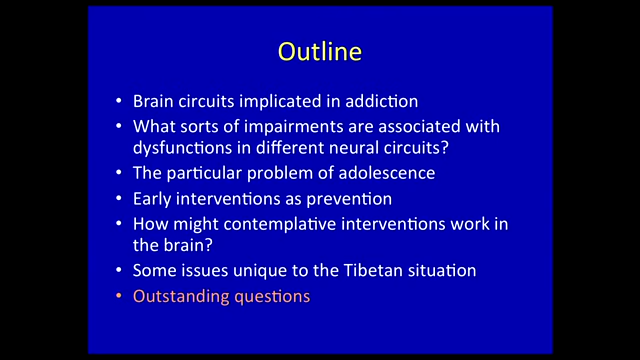 Outline
• Brain circuits implicated in addiction
• What sorts of impairments are associated with
dysfunctions in different neural circuits?
• The particular problem of adolescence
• Early interventions as prevention
• How might contemplative interventions work in
the brain?
• Some issues unique to the Tibetan situation
• Outstanding questions